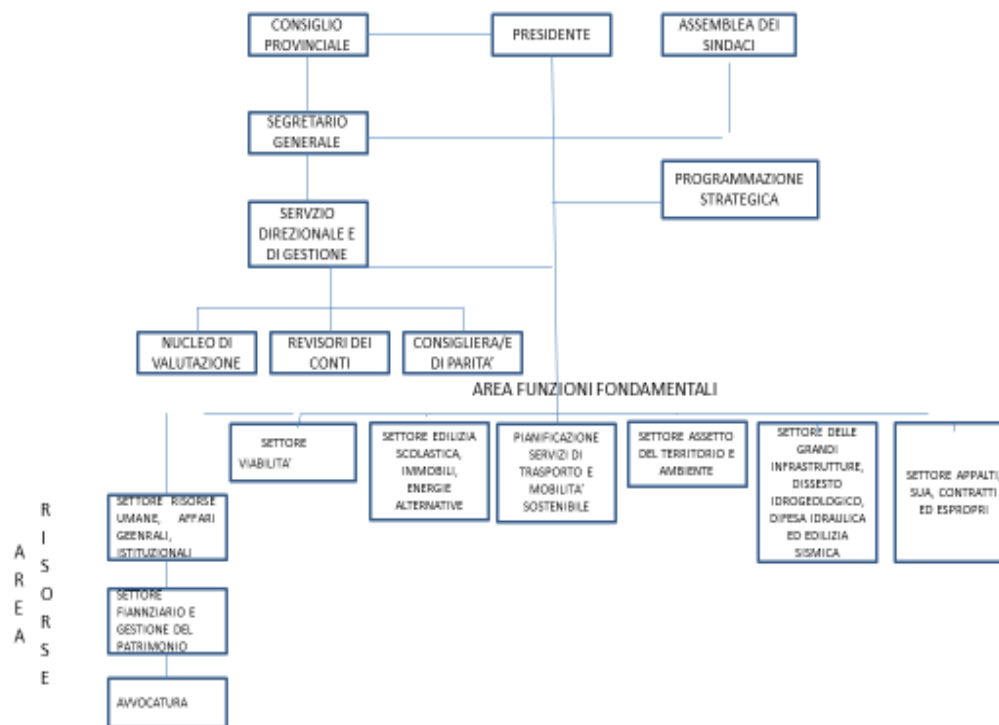 CONSIGLIO
PROVINCIALE
PRESIDENTE
ASSEMBLEA DEI
SINDACI
SEGRETARIO
GENERALE
PROGRAMMAZIONE
STRATEGICA
SERVZIO
DIREZIONALE E
DI GESTIONE
NUCLEO DI
VALUTAZIONE
REVISORI DEI
CONTI
CONSIGLIERA/E
DI PARITA'
AREA FUNZIONI FONDAMENTALI
SETTORE
VIABILITA'
SETTORE EDILIZIA
SCOLASTICA,
IMMOBILI,
ENERGIE
ALTERNATIVE
PIANIFICAZIONE
SERVIZI DI
TRASPORTO E
MOBILITA'
SOSTENIBILE
SETTORE ASSETTO
DEL TERRITORIO E
AMBIENTE
SETTORE DELLE
GRANDI
INFRASTRUTTURE,
DISSESTO
IDROGEOLOGICO,
DIFESA IDRAULICA
ED EDILIZIA
SISMICA
SETTORE APPALTI,
SUA, CONTRATTI
ED ESPROPRI
AREA
RISORSE
SETTORE RISORSE
UMANE, AFFARI
GEENRALI,
ISTITUZIONALI
SETTORE
FIANNZIARIO E
GESTIONE DEL
PATRIMONIO
AVVOCATURA